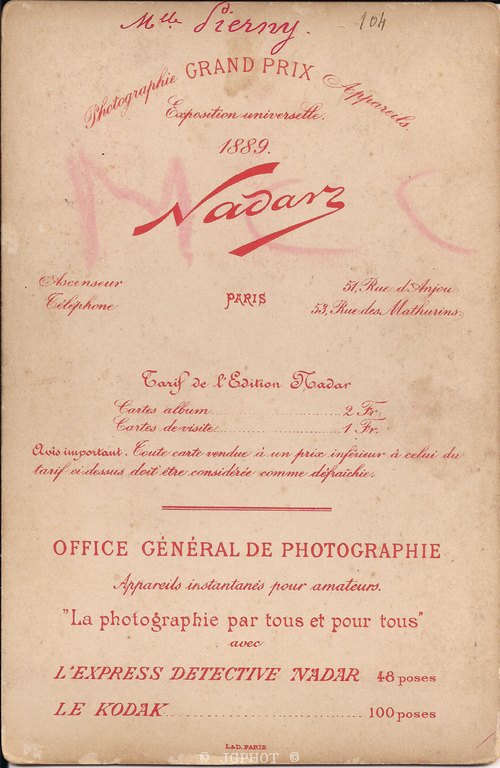 Mlle Pierny.
104
Photographie GRAND PRIX Appareils.
Exposition universelle.
1889.
Nadar
Ascenseur
Téléphone
PARIS
51, Rue d'Anjou
53, Rue des Mathurins.
Tarif de l'Edition Nadar
Cartes album 2 Fr.
Cartes de visite 1 Fr.
Avis important. Toute carte vendue à un prix inférieur à celui du
tarif ci dessus doit être considérée comme défraîchie.
OFFICE GÉNÉRAL DE PHOTOGRAPHIE
Appareils instantanés pour amateurs.
"La photographie par tous et pour tous"
avec
L'EXPRESS DETECTIVE NADAR 48 poses
LE KODAK 100 poses
L&D. PARIS
© JGPHOT ©